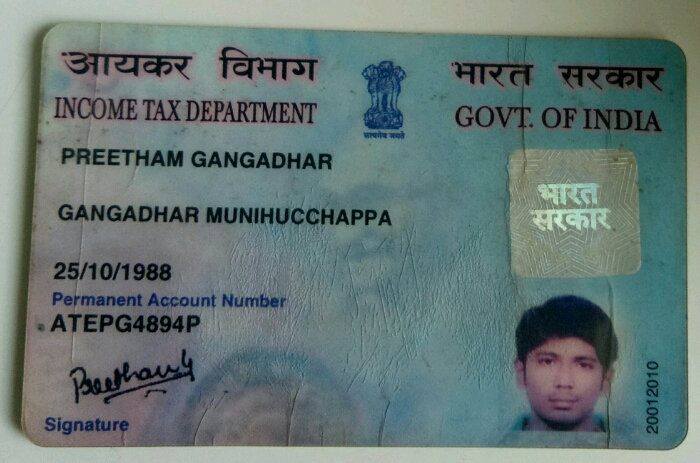 आयकर विभाग
INCOME TAX DEPARTMENT
सत्यमेव जयते
भारत सरकार
GOVT. OF INDIA
PREETHAM GANGADHAR
GANGADHAR MUNIHUCCHAPPA
25/10/1988
Permanent Account Number
ATEPG4894P
Preetham G
Signature
भारत
सरकार
20012010